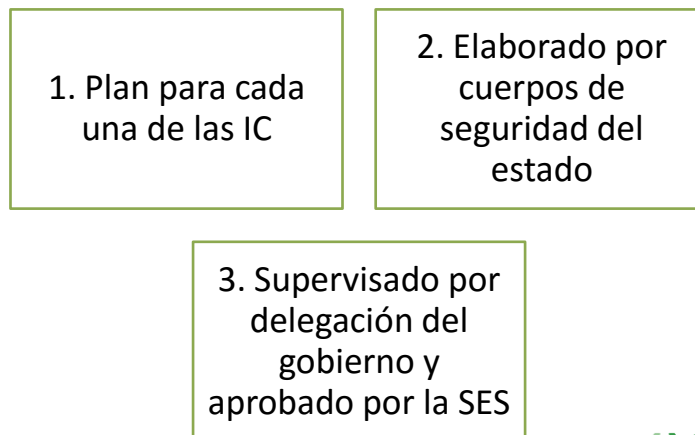 1. Plan para cada
una de las IC
2. Elaborado por
cuerpos de
seguridad del
estado
3. Supervisado por
delegación del
gobierno y
aprobado por la SES